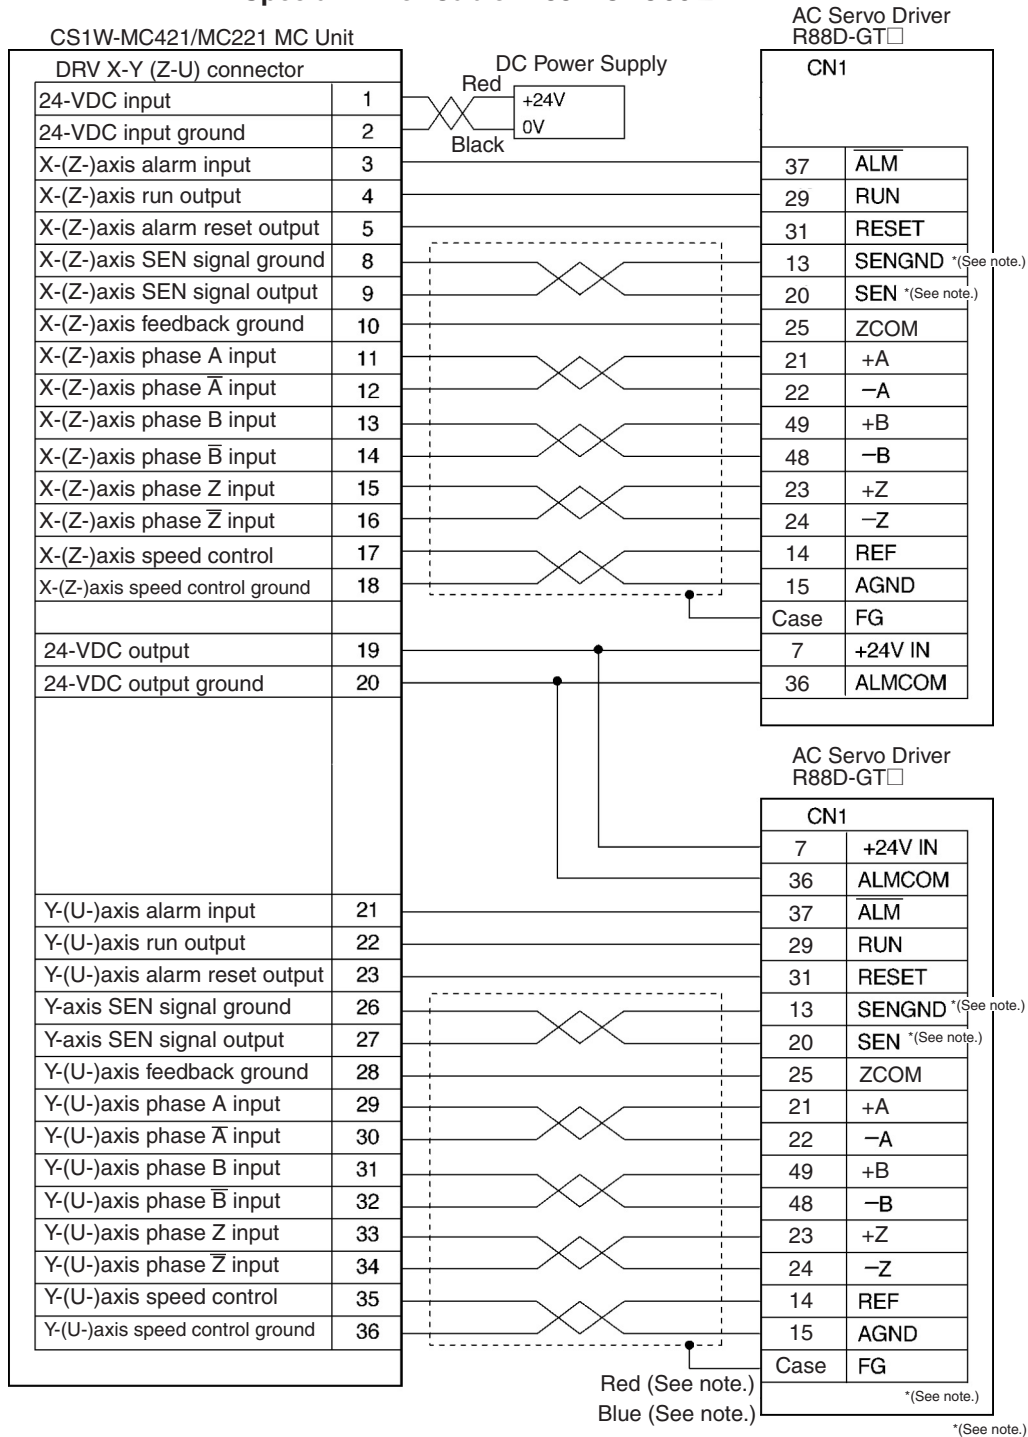 AC Servo Driver
CS1W-MC421/MC221 MC Unit
R88D-GT□
DRV X-Y (Z-U) connector
DC Power Supply
CN1
24-VDC input 1 Red +24V
24-VDC input ground 2 Black 0V
X-(Z-)axis alarm input 3 37 A̅L̅M̅
X-(Z-)axis run output 4 29 RUN
X-(Z-)axis alarm reset output 5 31 RESET
X-(Z-)axis SEN signal ground 8 13 SENGND *(See note.)
X-(Z-)axis SEN signal output 9 20 SEN *(See note.)
X-(Z-)axis feedback ground 10 25 ZCOM
X-(Z-)axis phase A input 11 21 +A
X-(Z-)axis phase A̅ input 12 22 −A
X-(Z-)axis phase B input 13 49 +B
X-(Z-)axis phase B̅ input 14 48 −B
X-(Z-)axis phase Z input 15 23 +Z
X-(Z-)axis phase Z̅ input 16 24 −Z
X-(Z-)axis speed control 17 14 REF
X-(Z-)axis speed control ground 18 15 AGND
Case FG
24-VDC output 19 7 +24V IN
24-VDC output ground 20 36 ALMCOM
AC Servo Driver
R88D-GT□
CN1
7 +24V IN
36 ALMCOM
Y-(U-)axis alarm input 21 37 A̅L̅M̅
Y-(U-)axis run output 22 29 RUN
Y-(U-)axis alarm reset output 23 31 RESET
Y-axis SEN signal ground 26 13 SENGND *(See note.)
Y-axis SEN signal output 27 20 SEN *(See note.)
Y-(U-)axis feedback ground 28 25 ZCOM
Y-(U-)axis phase A input 29 21 +A
Y-(U-)axis phase A̅ input 30 22 −A
Y-(U-)axis phase B input 31 49 +B
Y-(U-)axis phase B̅ input 32 48 −B
Y-(U-)axis phase Z input 33 23 +Z
Y-(U-)axis phase Z̅ input 34 24 −Z
Y-(U-)axis speed control 35 14 REF
Y-(U-)axis speed control ground 36 15 AGND
Case FG
Red (See note.) *(See note.)
Blue (See note.) *(See note.)